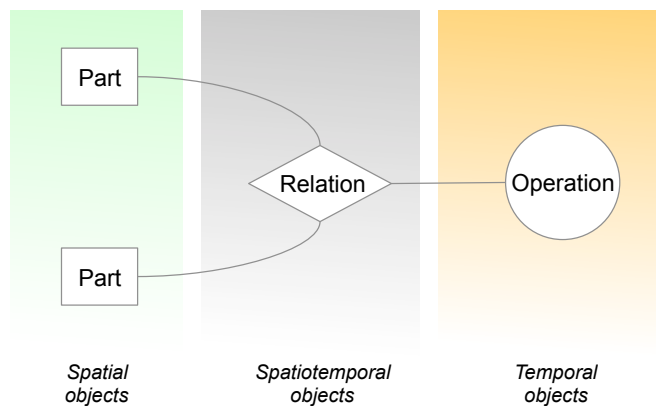 Part
Relation
Operation
Part
Spatial
objects
Spatiotemporal
objects
Temporal
objects